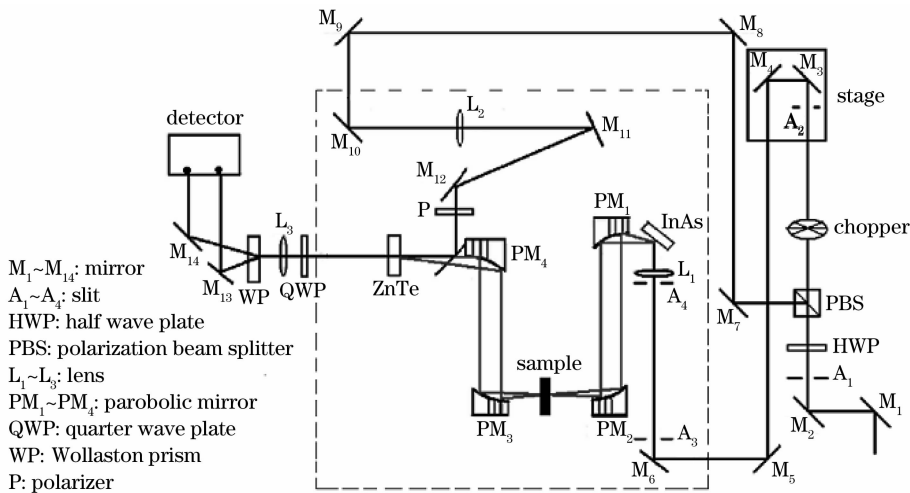 M9
M8
M4
M3
stage
A2
detector
L2
M10
M11
M12
P
PM1
InAs
chopper
L3
M14
PM4
L1
A4
M13
WP
QWP
ZnTe
M7
PBS
HWP
sample
A1
PM3
PM2
A3
M2
M1
M6
M5
M1~M14: mirror
A1~A4: slit
HWP: half wave plate
PBS: polarization beam splitter
L1~L3: lens
PM1~PM4: parobolic mirror
QWP: quarter wave plate
WP: Wollaston prism
P: polarizer